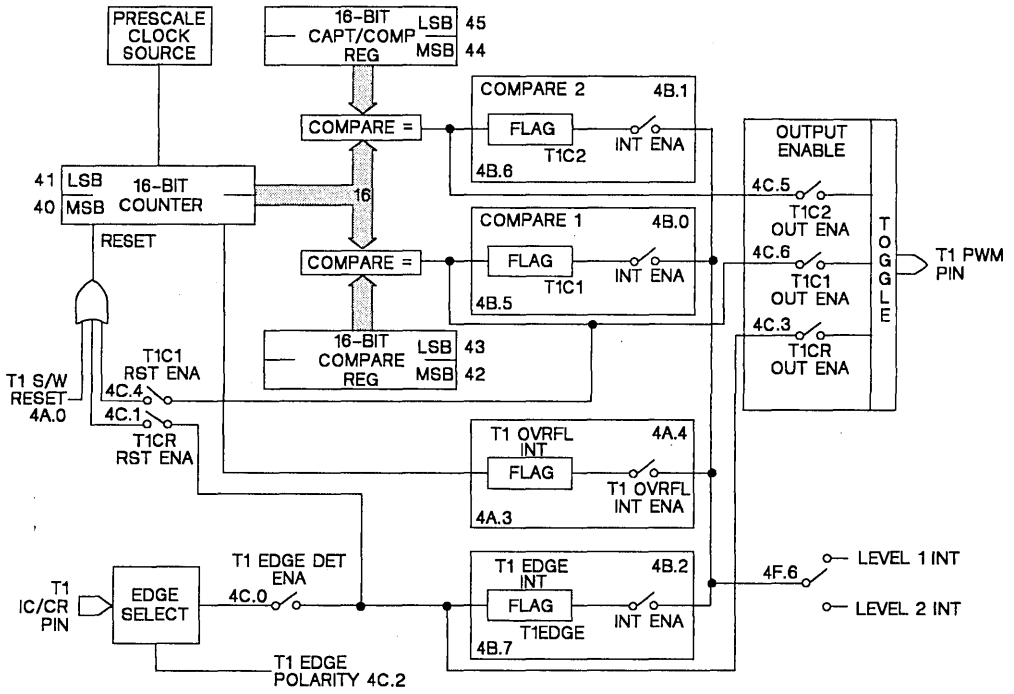 PRESCALE
CLOCK
SOURCE
16-BIT
CAPT/COMP
REG
LSB 45
MSB 44
COMPARE 2 4B.1
FLAG
T1C2
INT ENA
4B.6
COMPARE =
OUTPUT
ENABLE
41 LSB
40 MSB
16-BIT
COUNTER
16
RESET
4C.5
T1C2
OUT ENA
COMPARE 1 4B.0
FLAG
T1C1
INT ENA
4B.5
COMPARE =
4C.6
T1C1
OUT ENA
TOGGLE
T1 PWM
PIN
4C.3
T1CR
OUT ENA
16-BIT
COMPARE
REG
LSB 43
MSB 42
T1 S/W
RESET
4A.0
T1C1
RST ENA
4C.4
4C.1
T1CR
RST ENA
T1 OVRFL
INT
4A.4
FLAG
T1 OVRFL
INT ENA
4A.3
T1
IC/CR
PIN
EDGE
SELECT
T1 EDGE DET
ENA
4C.0
T1 EDGE
INT
4B.2
FLAG
T1EDGE
INT ENA
4B.7
4F.6
LEVEL 1 INT
LEVEL 2 INT
T1 EDGE
POLARITY 4C.2